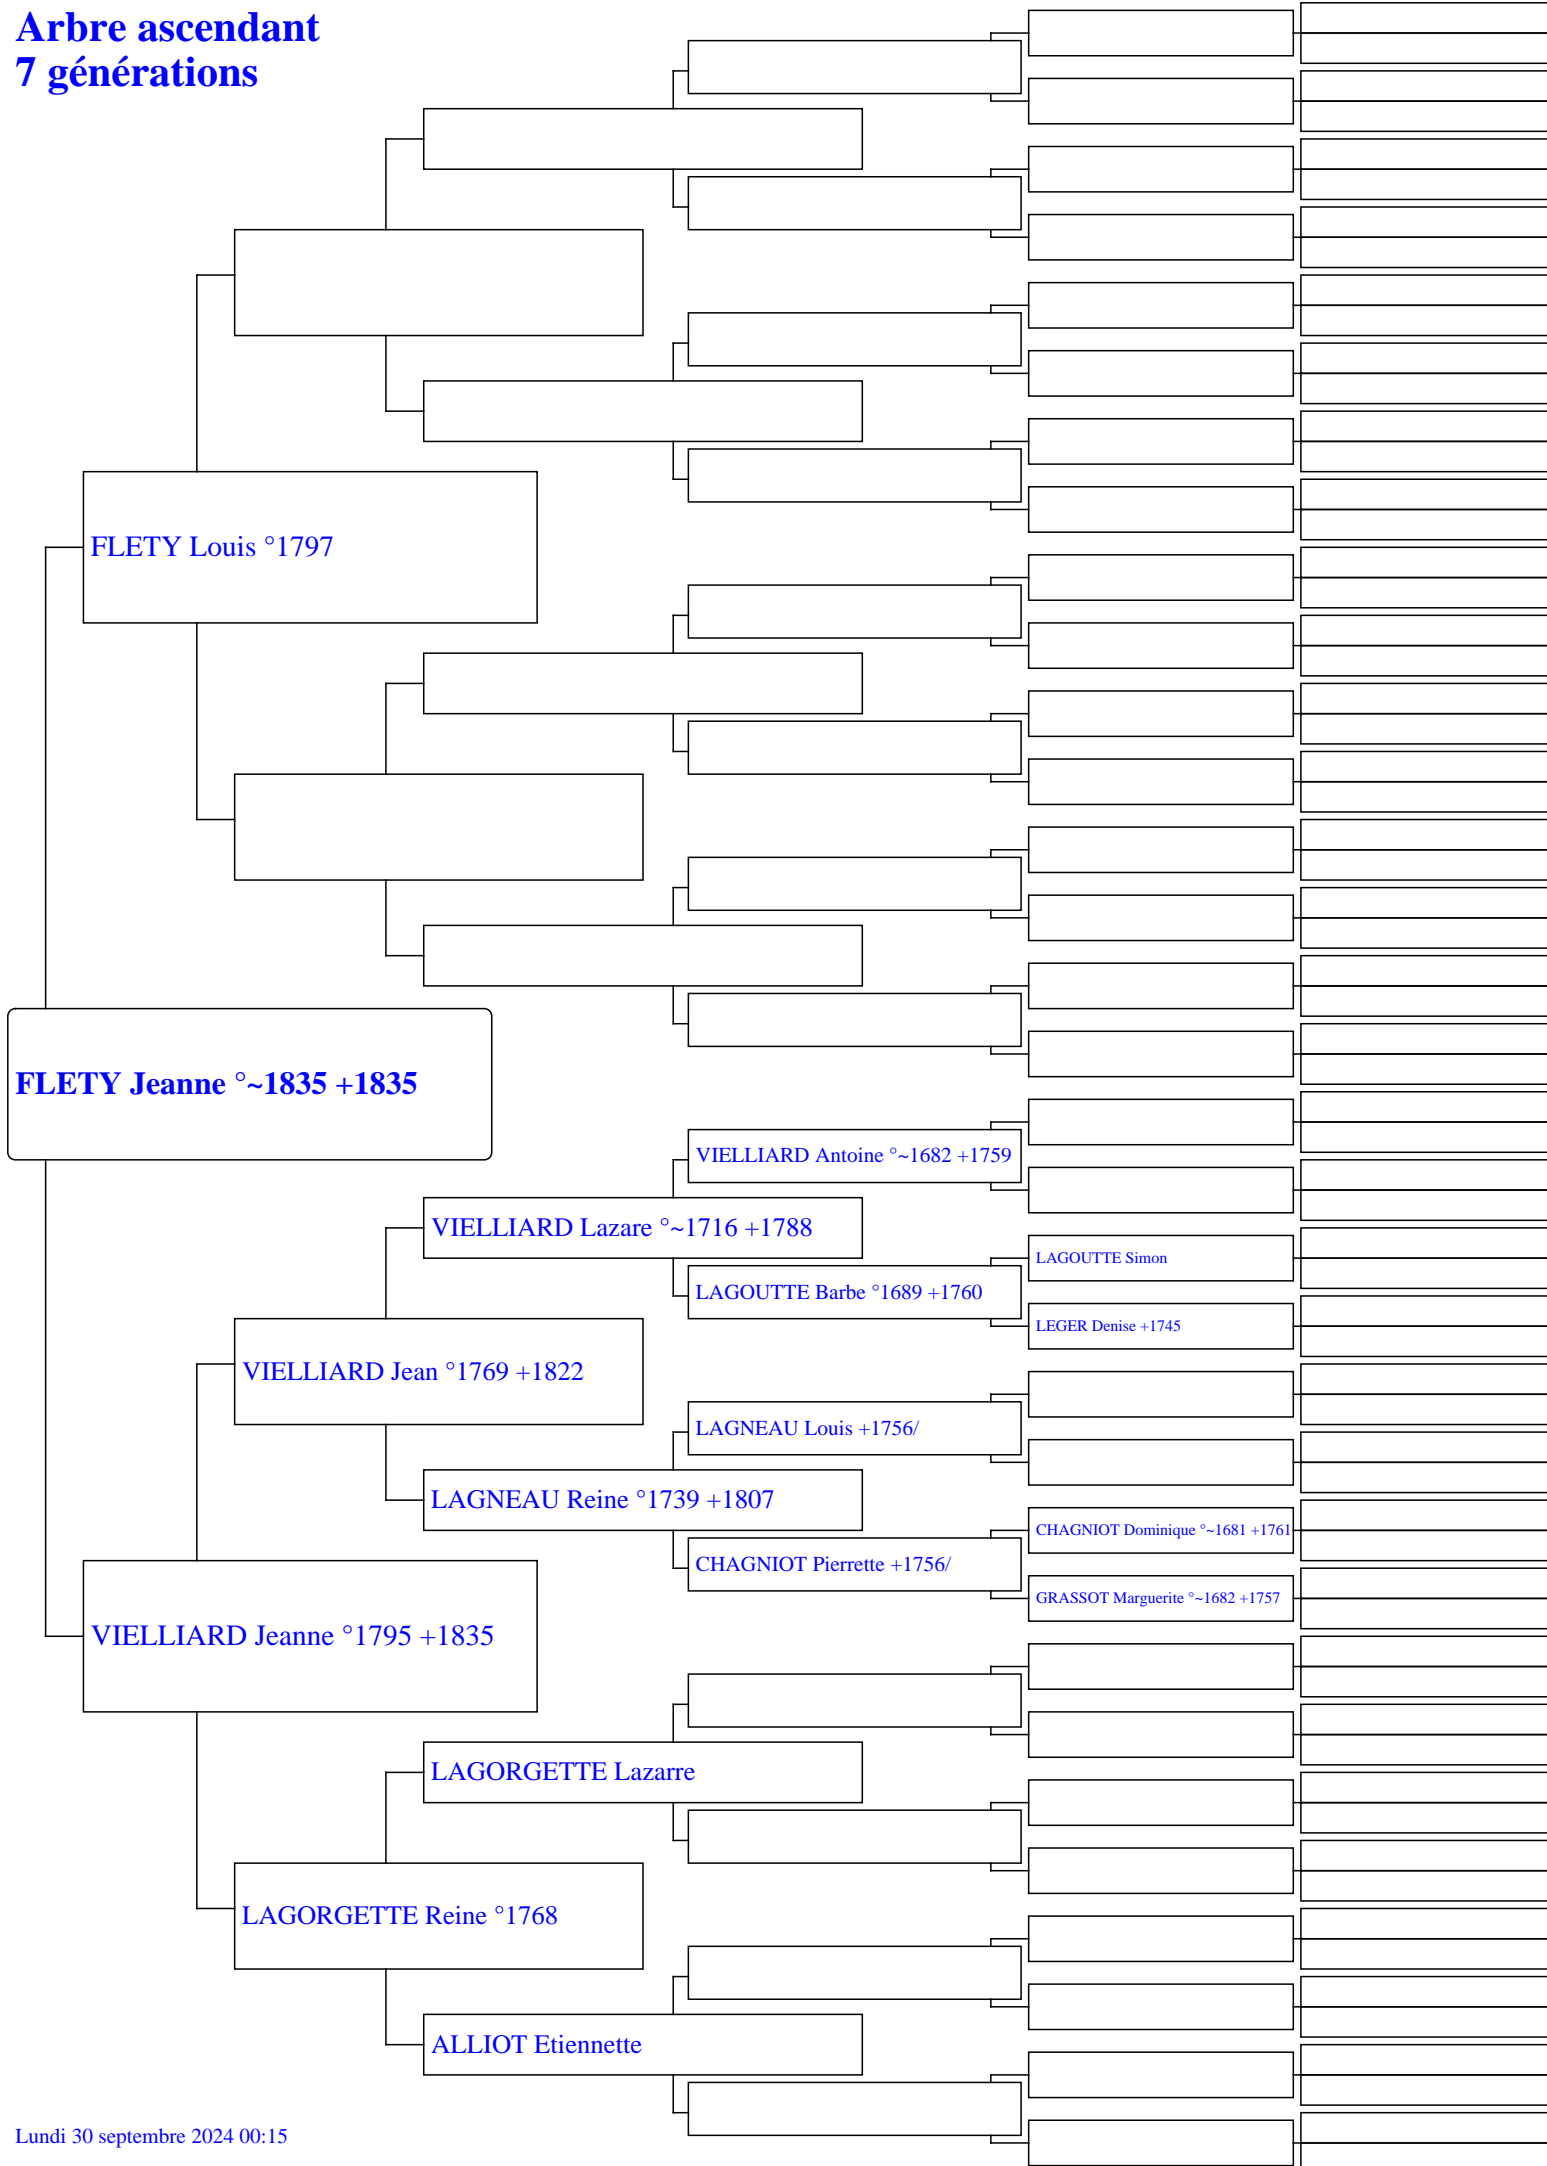 Arbre ascendant
7 générations
FLETY Louis °1797
FLETY Jeanne °~1835 +1835
VIELLIARD Antoine °~1682 +1759
VIELLIARD Lazare °~1716 +1788
LAGOUTTE Simon
LAGOUTTE Barbe °1689 +1760
LEGER Denise +1745
VIELLIARD Jean °1769 +1822
LAGNEAU Louis +1756/
LAGNEAU Reine °1739 +1807
CHAGNIOT Dominique °~1681 +1761
CHAGNIOT Pierrette +1756/
GRASSOT Marguerite °~1682 +1757
VIELLIARD Jeanne °1795 +1835
LAGORGETTE Lazarre
LAGORGETTE Reine °1768
ALLIOT Etiennette
Lundi 30 septembre 2024 00:15